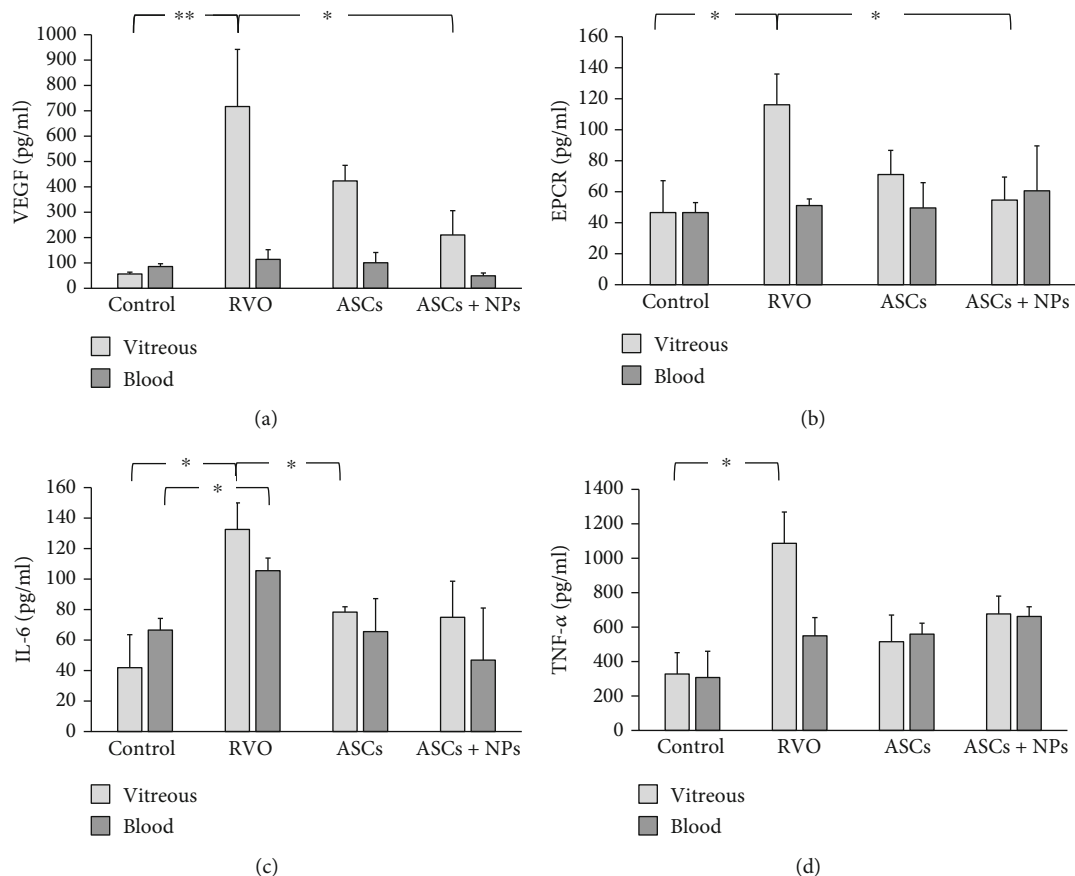 ** *
1000
900
800
700
600
500
400
300
200
100
0
VEGF (pg/ml)
Control RVO ASCs ASCs + NPs
Vitreous
Blood
(a)
* *
160
140
120
100
80
60
40
20
0
EPCR (pg/ml)
Control RVO ASCs ASCs + NPs
Vitreous
Blood
(b)
* *
*
160
140
120
100
80
60
40
20
0
IL-6 (pg/ml)
Control RVO ASCs ASCs + NPs
Vitreous
Blood
(c)
*
1400
1200
1000
800
600
400
200
0
TNF-α (pg/ml)
Control RVO ASCs ASCs + NPs
Vitreous
Blood
(d)